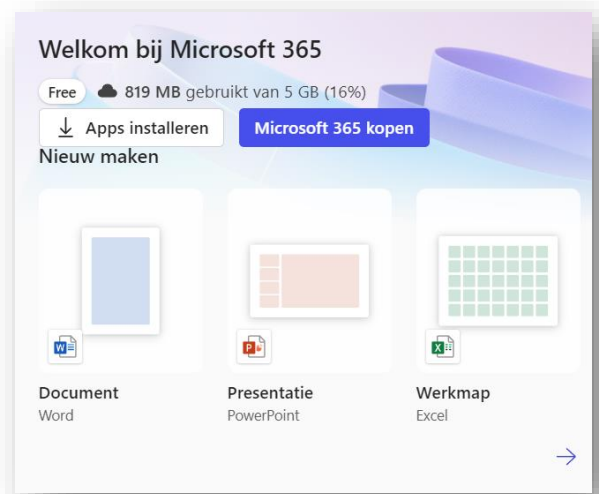 Welkom bij Microsoft 365
Free 819 MB gebruikt van 5 GB (16%)
Apps installeren Microsoft 365 kopen
Nieuw maken
Document Presentatie Werkmap
Word PowerPoint Excel